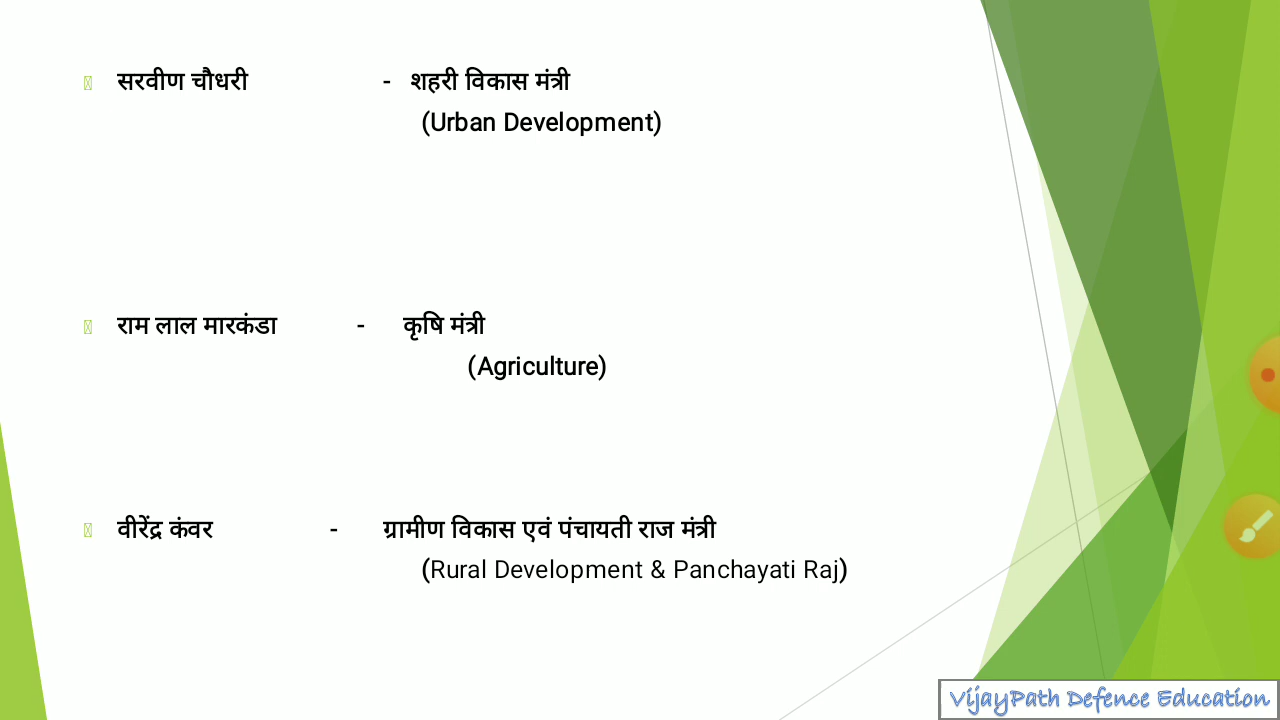 सरवीण चौधरी - शहरी विकास मंत्री
(Urban Development)
राम लाल मारकंडा - कृषि मंत्री
(Agriculture)
वीरेंद्र कंवर - ग्रामीण विकास एवं पंचायती राज मंत्री
(Rural Development & Panchayati Raj)
VijayPath Defence Education